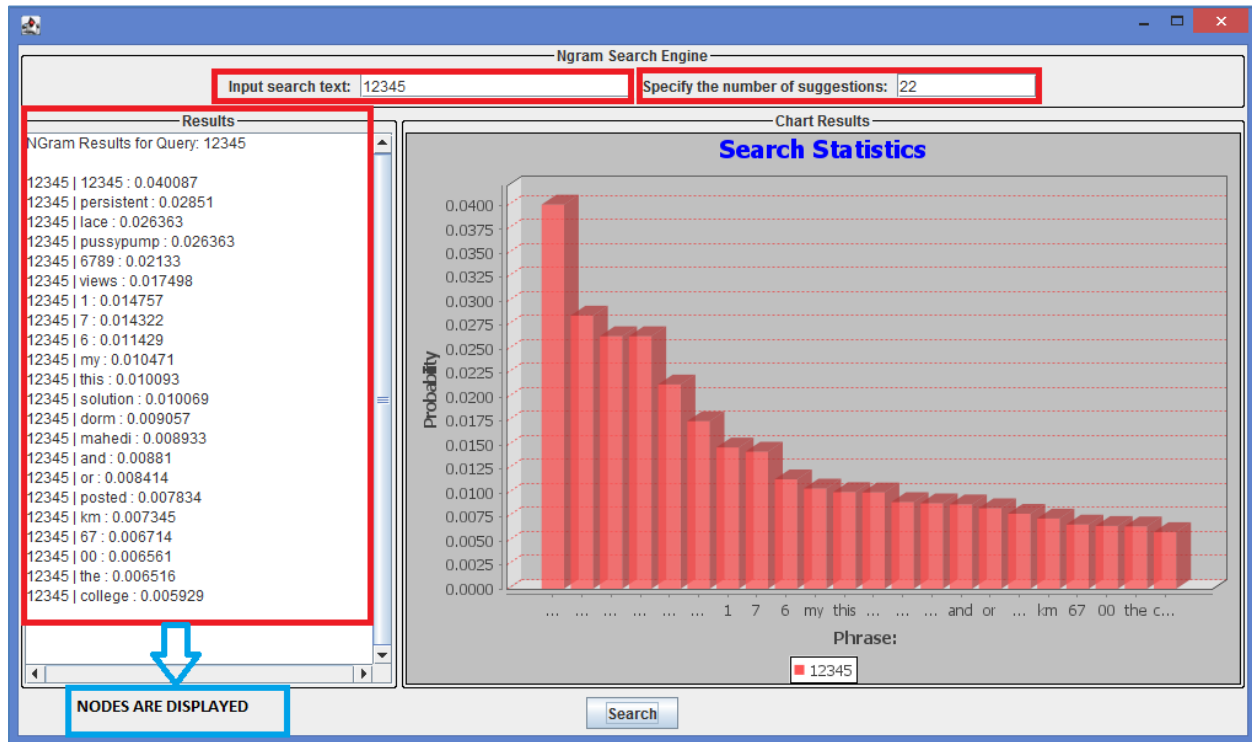 Ngram Search Engine
Input search text: 12345 Specify the number of suggestions: 22
Results
NGram Results for Query: 12345
12345 | 12345 : 0.040087
12345 | persistent : 0.02851
12345 | lace : 0.026363
12345 | pussypump : 0.026363
12345 | 6789 : 0.02133
12345 | views : 0.017498
12345 | 1 : 0.014757
12345 | 7 : 0.014322
12345 | 6 : 0.011429
12345 | my : 0.010471
12345 | this : 0.010093
12345 | solution : 0.010069
12345 | dorm : 0.009057
12345 | mahedi : 0.008933
12345 | and : 0.00881
12345 | or : 0.008414
12345 | posted : 0.007834
12345 | km : 0.007345
12345 | 67 : 0.006714
12345 | 00 : 0.006561
12345 | the : 0.006516
12345 | college : 0.005929
NODES ARE DISPLAYED
Chart Results
Search Statistics
0.0400
0.0375
0.0350
0.0325
0.0300
0.0275
0.0250
0.0225
0.0200
0.0175
0.0150
0.0125
0.0100
0.0075
0.0050
0.0025
0.0000
Probability
... ... ... ... ... ... 1 7 6 my this ... ... ... and or ... km 67 00 the c...
Phrase:
12345
Search